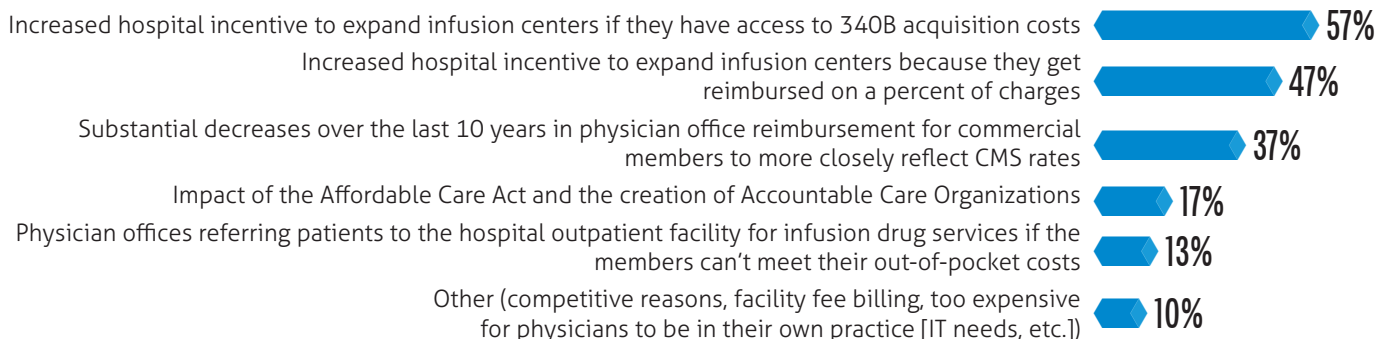 Increased hospital incentive to expand infusion centers if they have access to 340B acquisition costs 57%
Increased hospital incentive to expand infusion centers because they get
reimbursed on a percent of charges 47%
Substantial decreases over the last 10 years in physician office reimbursement for commercial
members to more closely reflect CMS rates 37%
Impact of the Affordable Care Act and the creation of Accountable Care Organizations 17%
Physician offices referring patients to the hospital outpatient facility for infusion drug services if the
members can't meet their out-of-pocket costs 13%
Other (competitive reasons, facility fee billing, too expensive
for physicians to be in their own practice [IT needs, etc.]) 10%